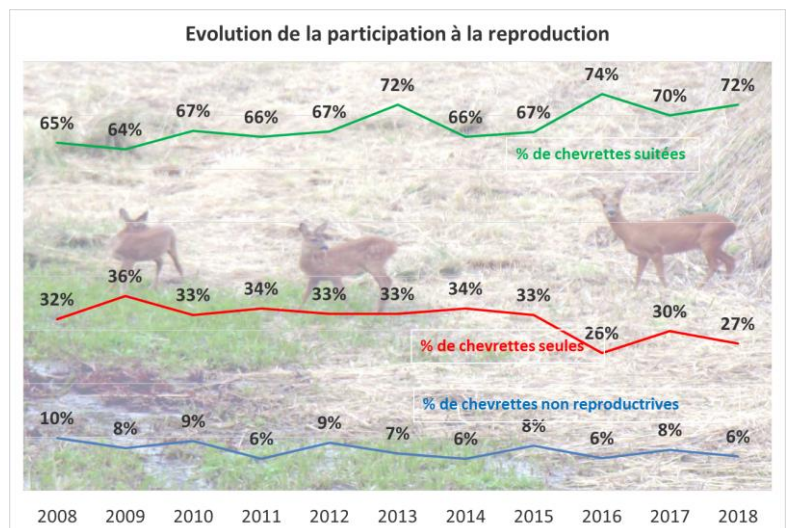 Evolution de la participation à la reproduction
65% 64% 67% 66% 67% 72% 66% 67% 74% 70% 72%
% de chevrettes suitées
32% 36% 33% 34% 33% 33% 34% 33% 26% 30% 27%
% de chevrettes seules
% de chevrettes non reproductrives
10% 8% 9% 6% 9% 7% 6% 8% 6% 8% 6%
2008 2009 2010 2011 2012 2013 2014 2015 2016 2017 2018